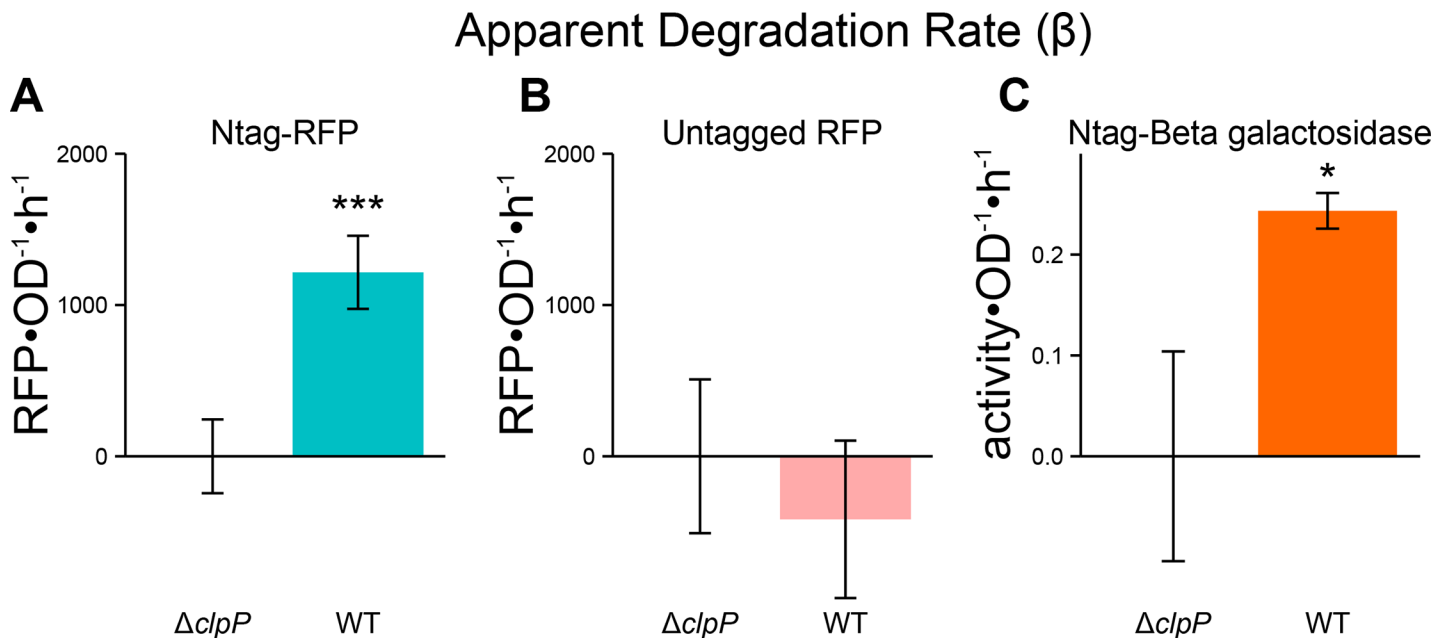 Apparent Degradation Rate (β)
A
Ntag-RFP
RFP•OD⁻¹•h⁻¹
2000
***
1000
0
ΔclpP WT
B
Untagged RFP
RFP•OD⁻¹•h⁻¹
2000
1000
0
ΔclpP WT
C
Ntag-Beta galactosidase
activity•OD⁻¹•h⁻¹
*
0.2
0.1
0.0
ΔclpP WT